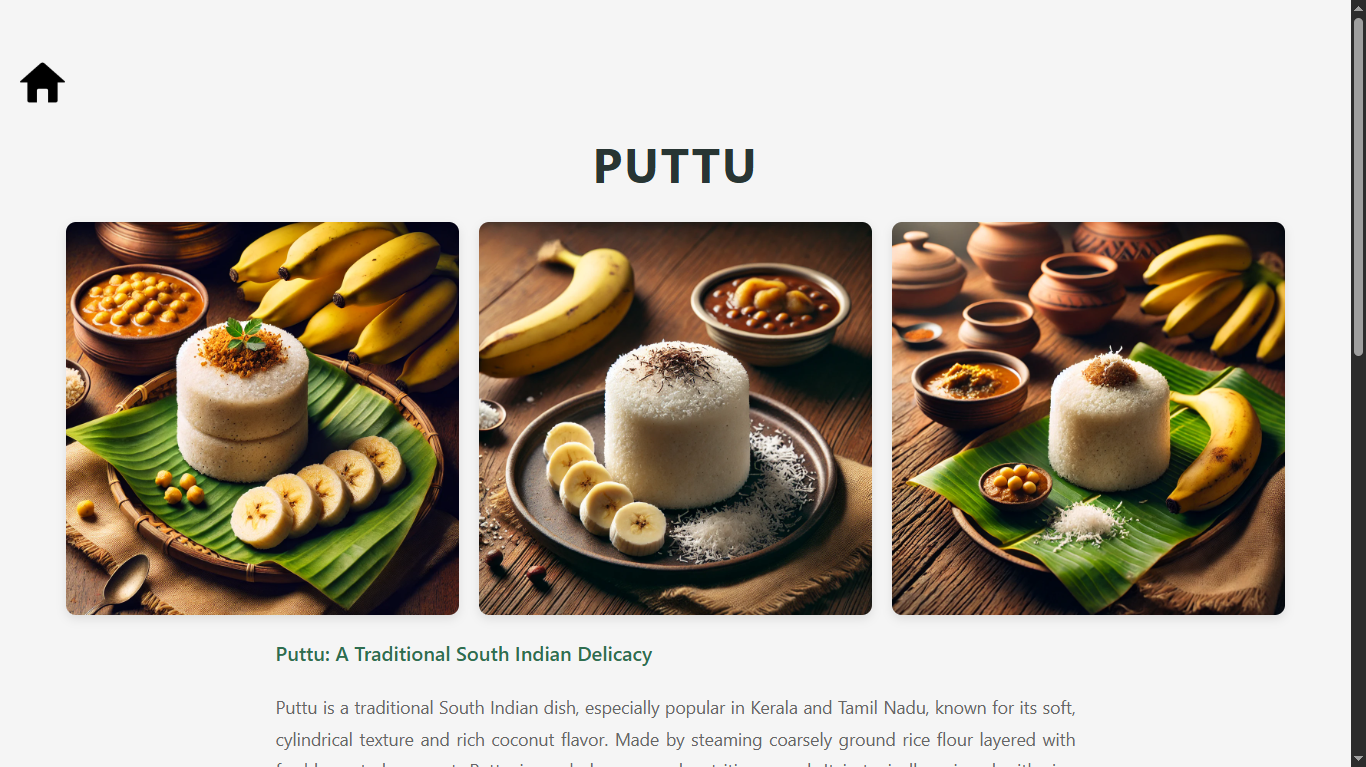 PUTTU
Puttu: A Traditional South Indian Delicacy
Puttu is a traditional South Indian dish, especially popular in Kerala and Tamil Nadu, known for its soft,
cylindrical texture and rich coconut flavor. Made by steaming coarsely ground rice flour layered with